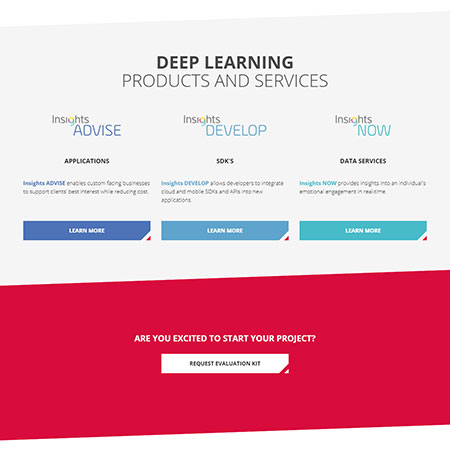 DEEP LEARNING
PRODUCTS AND SERVICES
Insights ADVISE
Insights DEVELOP
Insights NOW
APPLICATIONS
SDK'S
DATA SERVICES
Insights ADVISE enables custom facing businesses
to support clients' best interest while reducing cost.
Insights DEVELOP allows developers to integrate
cloud and mobile SDKs and APIs into new
applications.
Insights NOW provides insights into an individual's
emotional engagement in real-time.
LEARN MORE
LEARN MORE
LEARN MORE
ARE YOU EXCITED TO START YOUR PROJECT?
REQUEST EVALUATION KIT